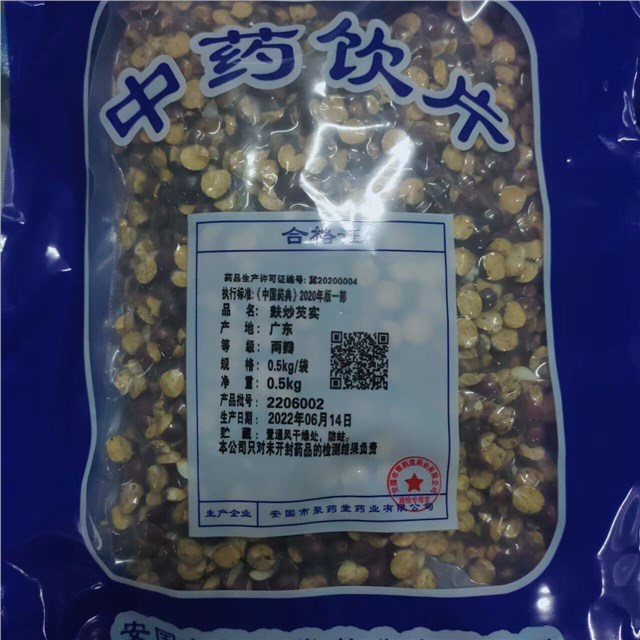 中药饮片
合格证
药品生产许可证编号: 冀20200004
执行标准:《中国药典》2020年版一部
品名: 麸炒芡实
产地: 广东
等级: 两瓣
规格: 0.5kg/袋
净重: 0.5kg
产品批号: 2206002
生产日期: 2022年06月14日
贮藏: 置通风干燥处, 防蛀。
本公司只对未开封药品的检测结果负责
生产企业 安国市聚药堂药业有限公司
安国